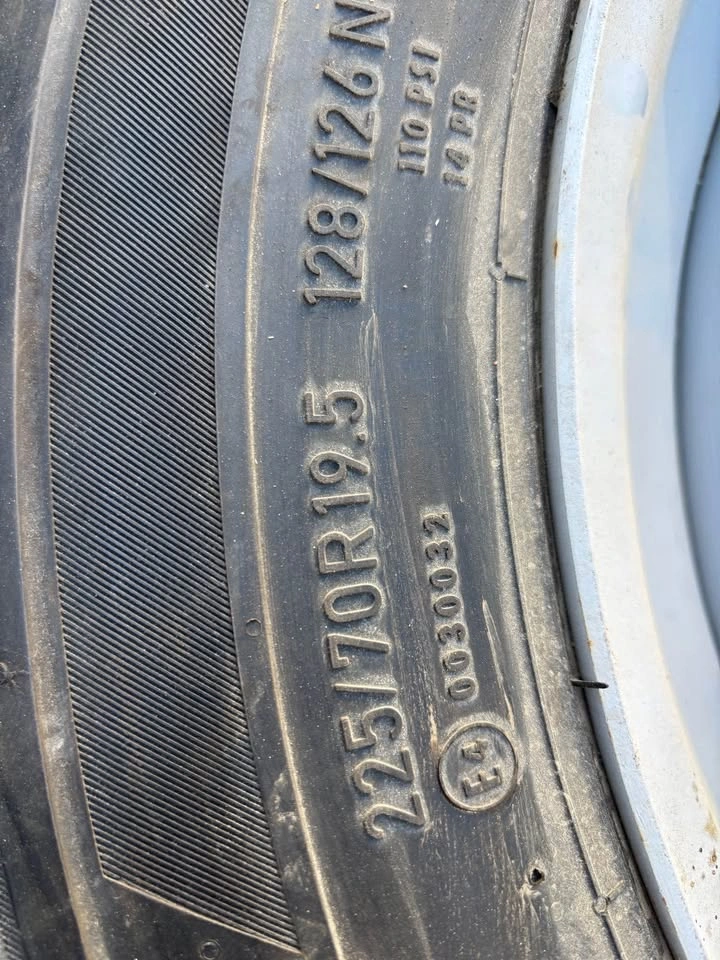 225/70R19.5 128/126N
110 PSI
14 PR
E4 0030032